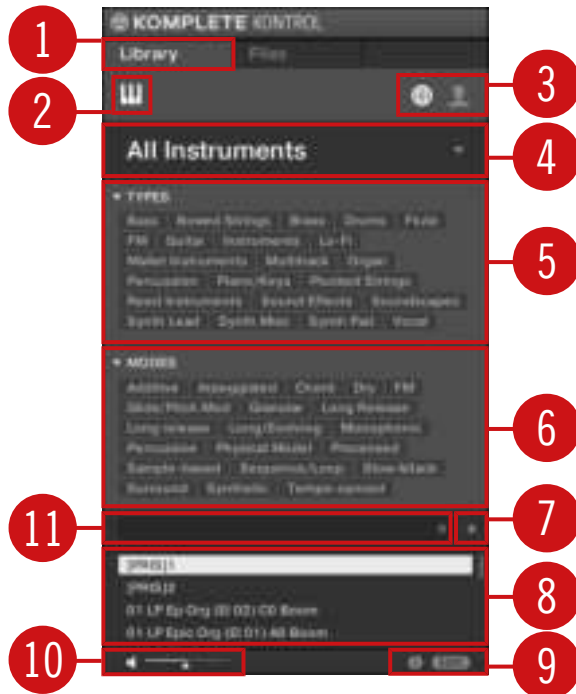 KOMPLETE KONTROL
1
Library Files
2
3
All Instruments
4
TYPES
Bass Bowed Strings Brass Drums Flute
FM Guitar Instruments Lo-Fi
Mallet Instruments Multitrack Organ
5
Percussion Piano/Keys Plucked Strings
Reed Instruments Sound Effects Soundscapes
Synth Lead Synth Misc Synth Pad Vocal
MODES
Additive Arpeggiated Chord Dry FM
Glide/Pitch Mod Granular Long Release
Long release Long/Evolving Monophonic
6
Percussion Physical Model Processed
Sample-based Sequence/Loop Slow Attack
Surround Synthetic Tempo-synced
11
7
01 LP Ep Org (E 02) C0 Boom
8
01 LP Epic Org (E 01) A0 Boom
10
9